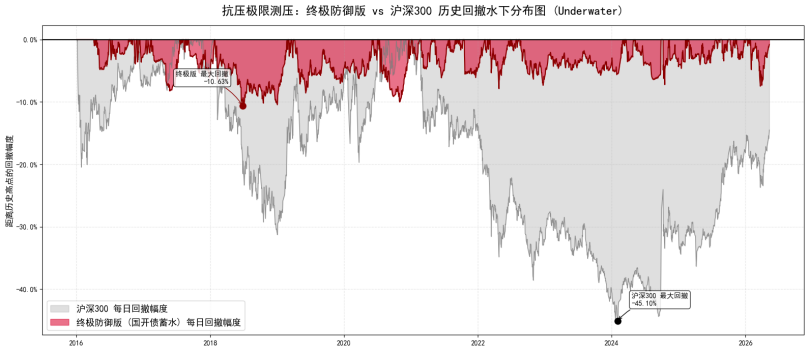 抗压极限测压：终极防御版 vs 沪深300 历史回撤水下分布图 (Underwater)
距离历史高点的回撤幅度
0.0%
-10.0%
-20.0%
-30.0%
-40.0%
终极版 最大回撤
-10.63%
沪深300 最大回撤
-45.10%
沪深300 每日回撤幅度
终极防御版 (国开债蓄水) 每日回撤幅度
2016
2018
2020
2022
2024
2026